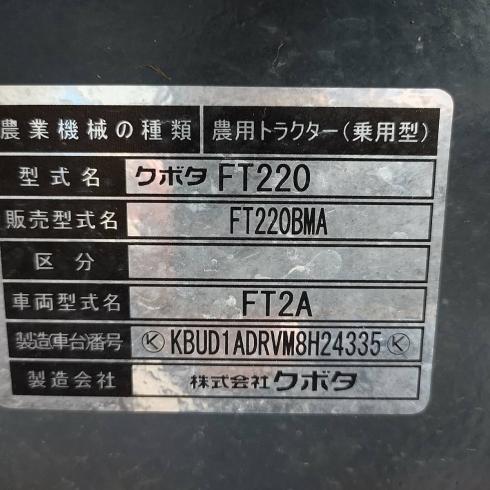 農業機械の種類 農用トラクター(乗用型)
型式名 クボタ FT220
販売型式名 FT220BMA
区分
車両型式名 FT2A
製造(車台)番号 Ⓚ KBUD1ADRVM8H24335 Ⓚ
製造会社 株式会社クボタ